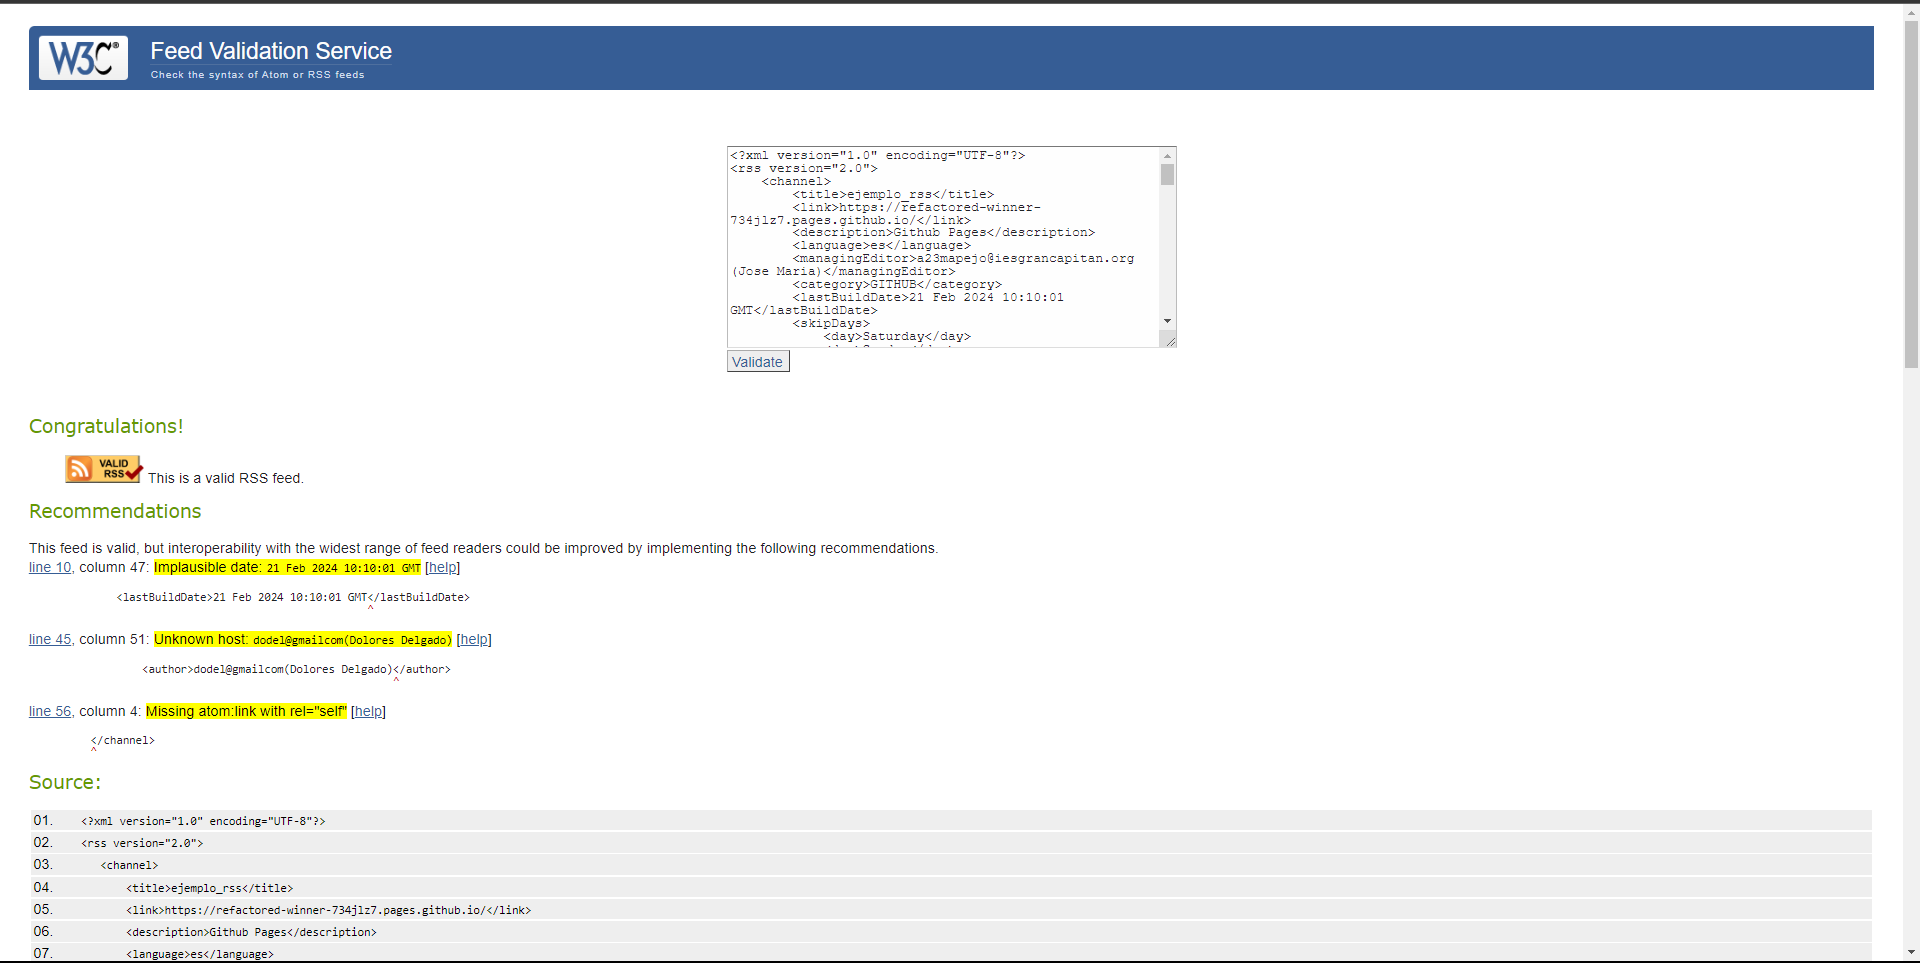 W3C®
Feed Validation Service
Check the syntax of Atom or RSS feeds
<?xml version="1.0" encoding="UTF-8"?>
<rss version="2.0">
<channel>
<title>ejemplo_rss</title>
<link>https://refactored-winner-
734jlz7.pages.github.io/</link>
<description>Github Pages</description>
<language>es</language>
<managingEditor>a23mapejo@iesgrancapitan.org
(Jose Maria)</managingEditor>
<category>GITHUB</category>
<lastBuildDate>21 Feb 2024 10:10:01
GMT</lastBuildDate>
<skipDays>
<day>Saturday</day>
Validate
Congratulations!
VALID
RSS
This is a valid RSS feed.
Recommendations
This feed is valid, but interoperability with the widest range of feed readers could be improved by implementing the following recommendations.
line 10, column 47: Implausible date: 21 Feb 2024 10:10:01 GMT [help]
<lastBuildDate>21 Feb 2024 10:10:01 GMT</lastBuildDate>
^
line 45, column 51: Unknown host: dodel@gmailcom(Dolores Delgado) [help]
<author>dodel@gmailcom(Dolores Delgado)</author>
^
line 56, column 4: Missing atom:link with rel="self" [help]
</channel>
^
Source:
01. <?xml version="1.0" encoding="UTF-8"?>
02. <rss version="2.0">
03. <channel>
04. <title>ejemplo_rss</title>
05. <link>https://refactored-winner-734jlz7.pages.github.io/</link>
06. <description>Github Pages</description>
07. <language>es</language>